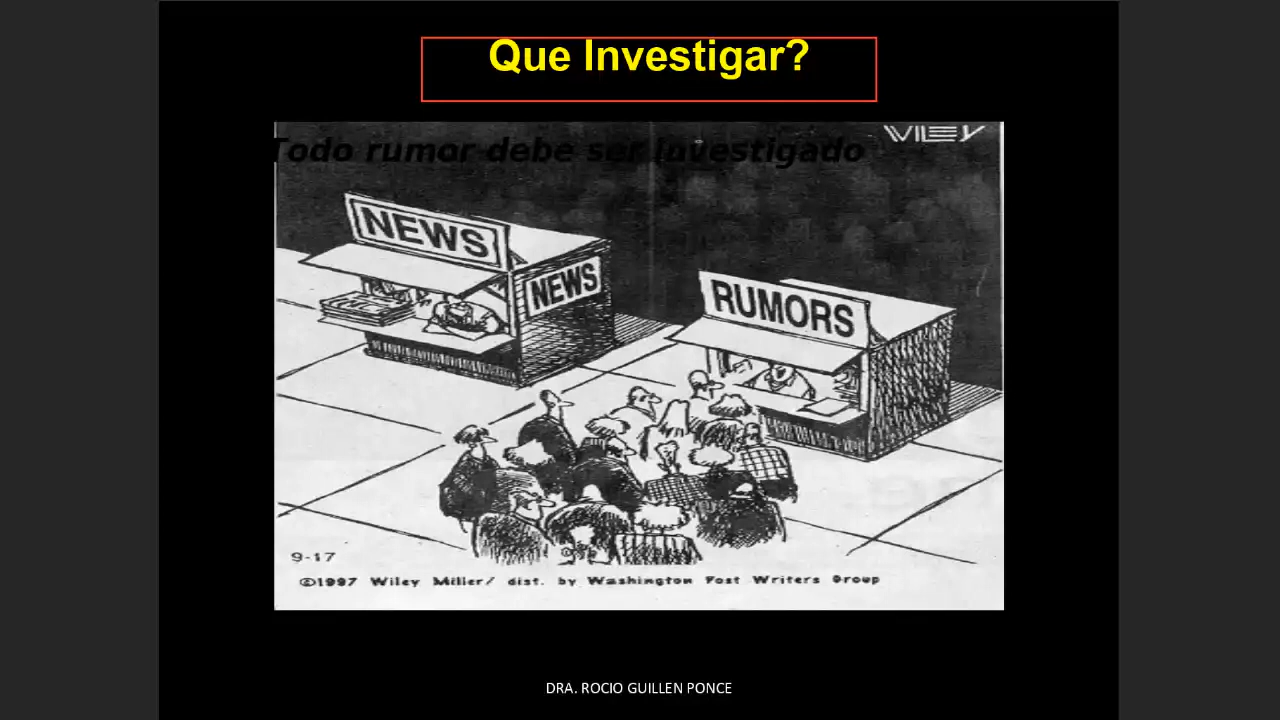 Que Investigar?
Todo rumor debe ser Investigado
WILEY
NEWS
NEWS
RUMORS
9-17
©1997 Wiley Miller/ dist. by Washington Post Writers Group
DRA. ROCIO GUILLEN PONCE